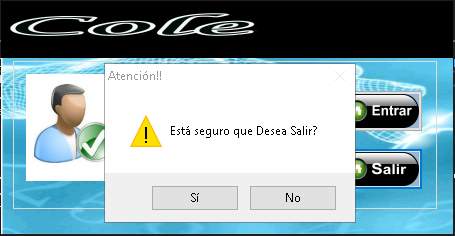 Cole
Atención!!
Está seguro que Desea Salir?
Entrar
Salir
Sí
No